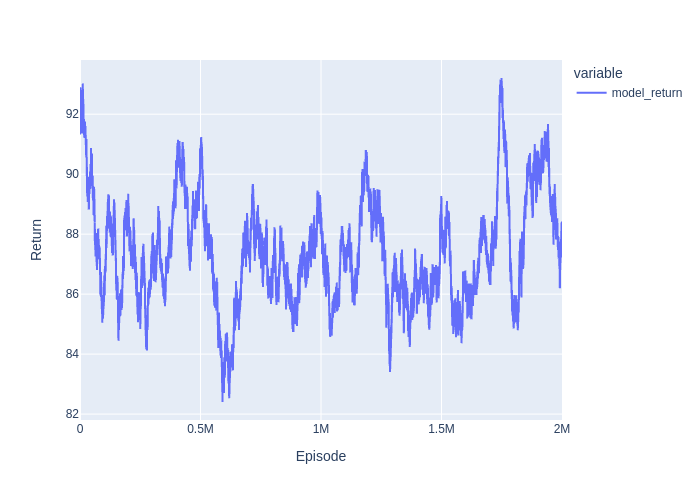 variable
model_return
92
90
88
86
84
82
0
0.5M
1M
1.5M
2M
Return
Episode